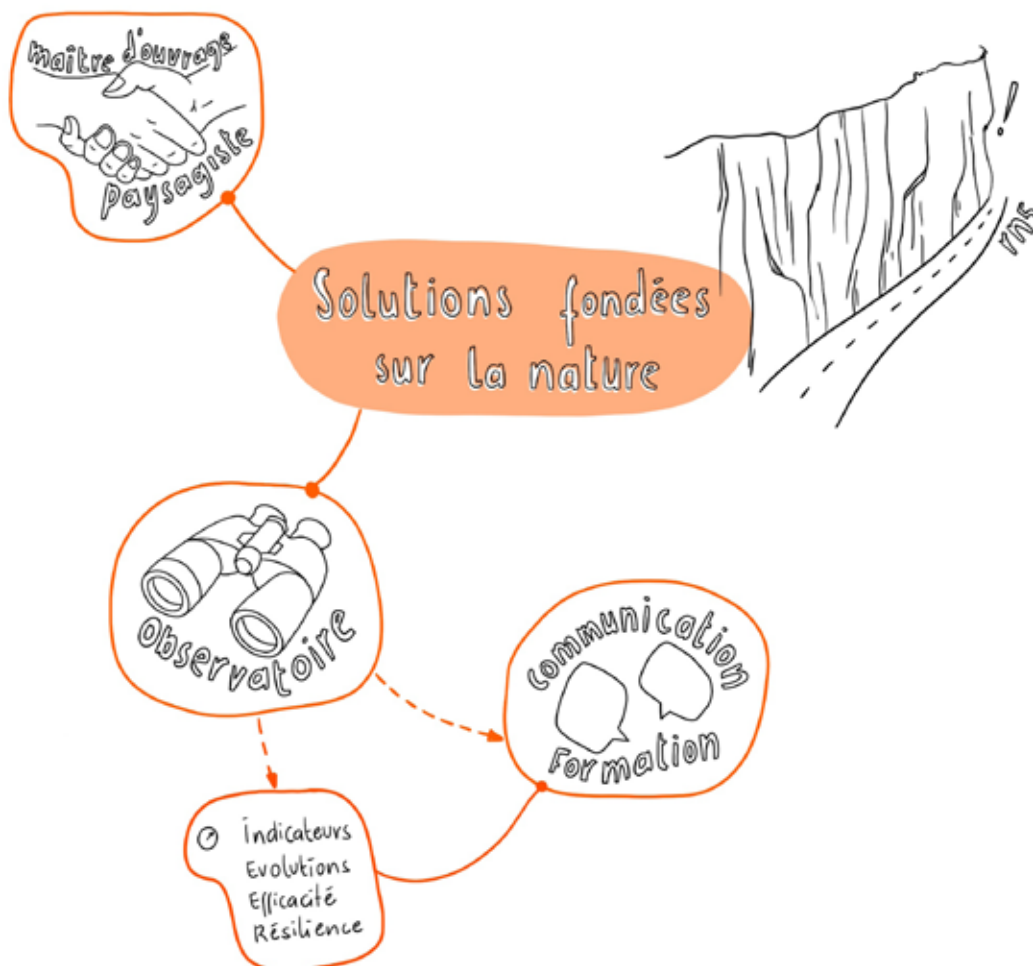 maître d'ouvrage
paysagiste
!
Solutions fondées
sur la nature
observatoire
communication
Formation
indicateurs
Evolutions
Efficacité
Résilience